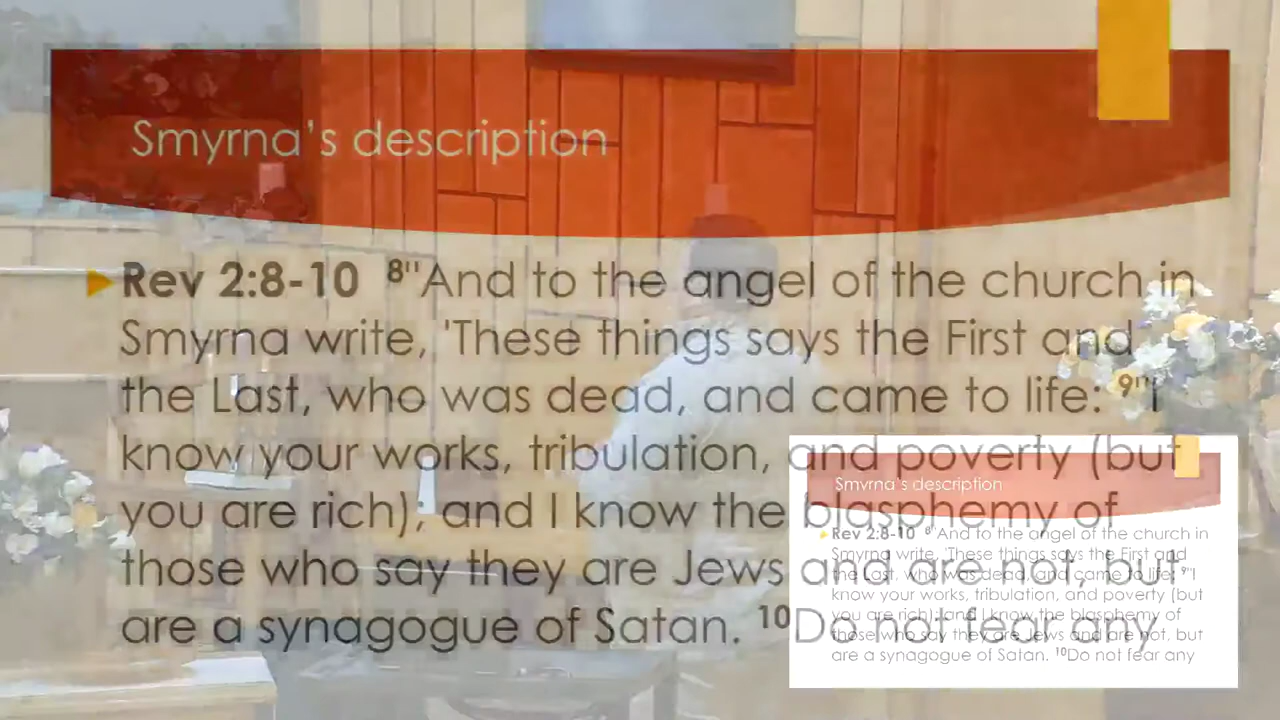 Smyrna's description
Rev 2:8-10 8"And to the angel of the church in
Smyrna write, 'These things says the First and
the Last, who was dead, and came to life: 9"I
know your works, tribulation, and poverty (but
you are rich), and I know the blasphemy of
those who say they are Jews and are not, but
are a synagogue of Satan. 10Do not fear any
Smyrna's description
Rev 2:8-10 8"And to the angel of the church in
Smyrna write, 'These things says the First and
the Last, who was dead, and came to life: 9"I
know your works, tribulation, and poverty (but
you are rich), and I know the blasphemy of
those who say they are Jews and are not, but
are a synagogue of Satan. 10Do not fear any